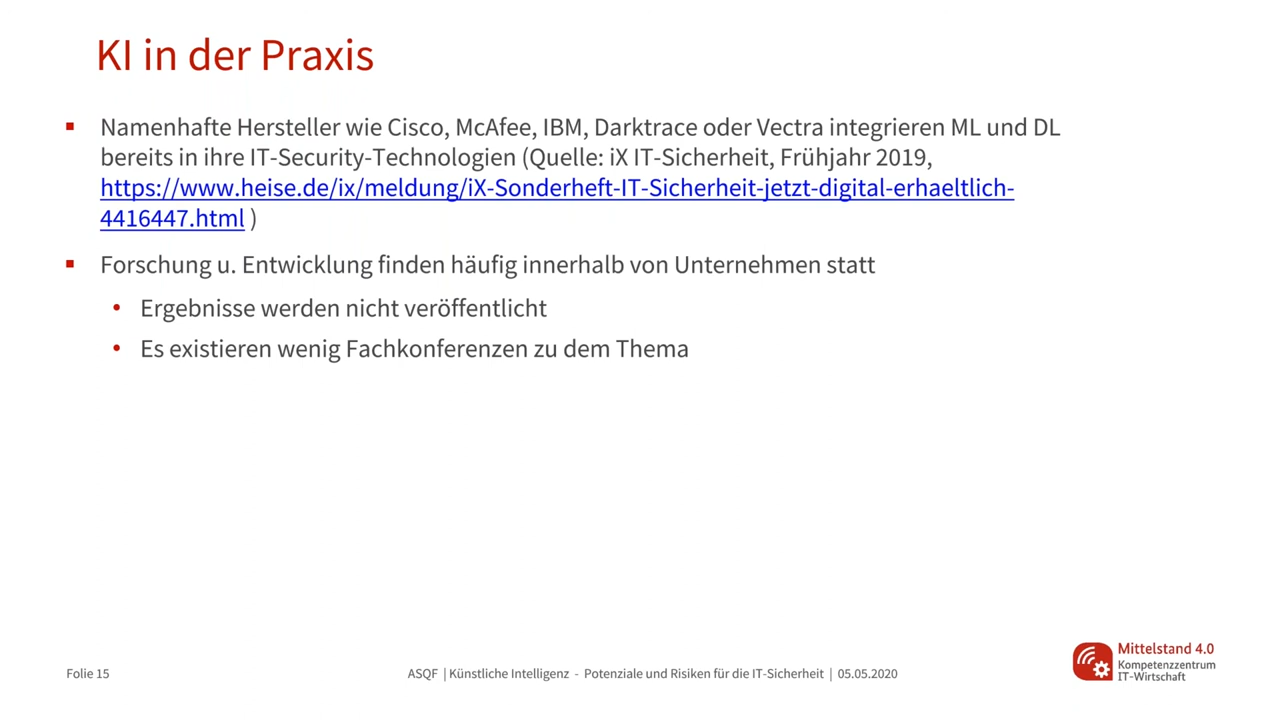 KI in der Praxis
▪ Namenhafte Hersteller wie Cisco, McAfee, IBM, Darktrace oder Vectra integrieren ML und DL
bereits in ihre IT-Security-Technologien (Quelle: iX IT-Sicherheit, Frühjahr 2019,
https://www.heise.de/ix/meldung/iX-Sonderheft-IT-Sicherheit-jetzt-digital-erhaeltlich-
4416447.html )
▪ Forschung u. Entwicklung finden häufig innerhalb von Unternehmen statt
• Ergebnisse werden nicht veröffentlicht
• Es existieren wenig Fachkonferenzen zu dem Thema
Folie 15
ASQF | Künstliche Intelligenz - Potenziale und Risiken für die IT-Sicherheit | 05.05.2020
Mittelstand 4.0
Kompetenzzentrum
IT-Wirtschaft